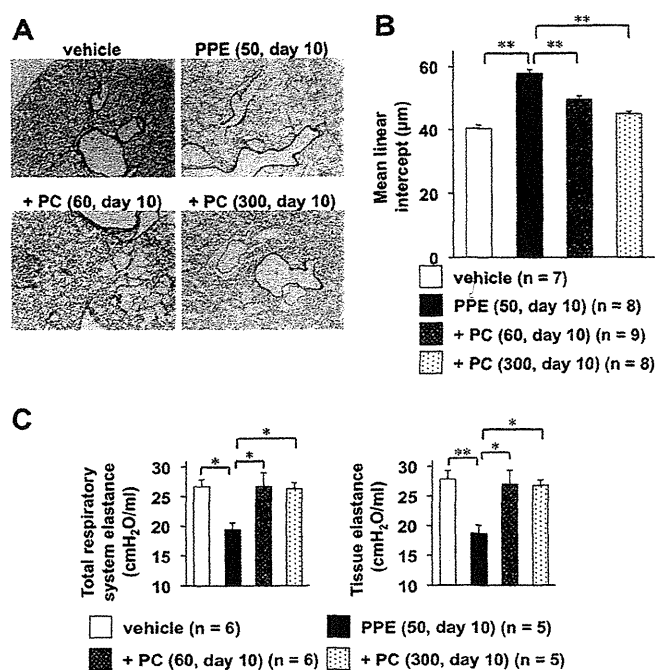 A
vehicle
PPE (50, day 10)
+ PC (60, day 10)
+ PC (300, day 10)
B
Mean linear
intercept (μm)
60
40
20
0
**
**
**
vehicle (n = 7)
PPE (50, day 10) (n = 8)
+ PC (60, day 10) (n = 9)
+ PC (300, day 10) (n = 8)
C
Total respiratory
system elastance
(cmH₂O/ml)
30
26
20
15
10
*
*
*
Tissue elastance
(cmH₂O/ml)
30
25
20
15
10
*
**
*
vehicle (n = 6)
PPE (50, day 10) (n = 5)
+ PC (60, day 10) (n = 6)
+ PC (300, day 10) (n = 5)